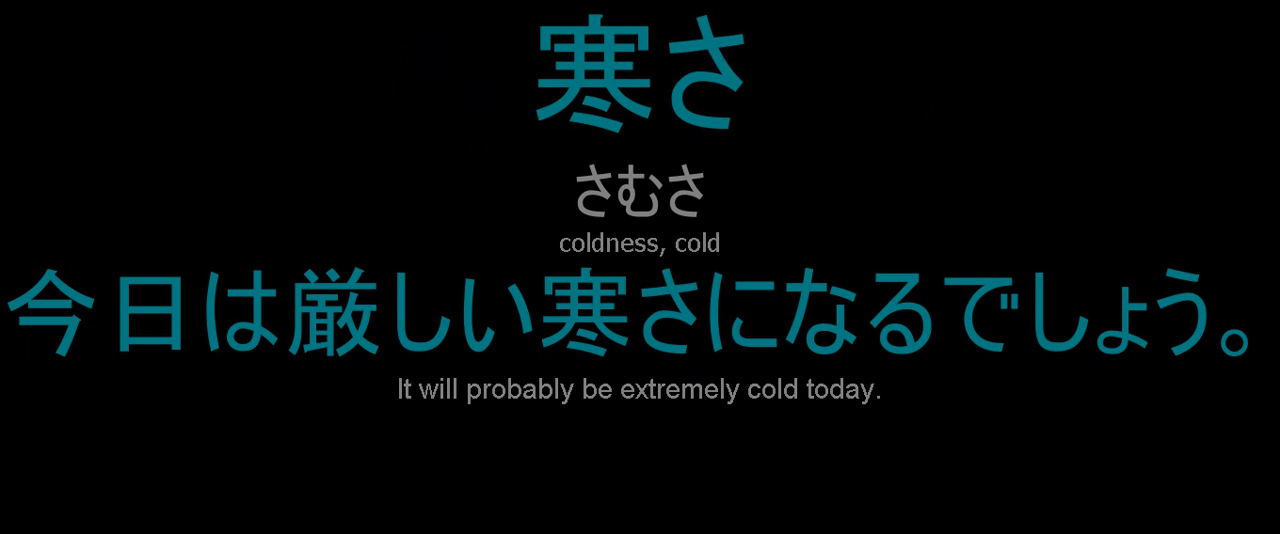 寒さ
さむさ
coldness, cold
今日は厳しい寒さになるでしょう。
It will probably be extremely cold today.